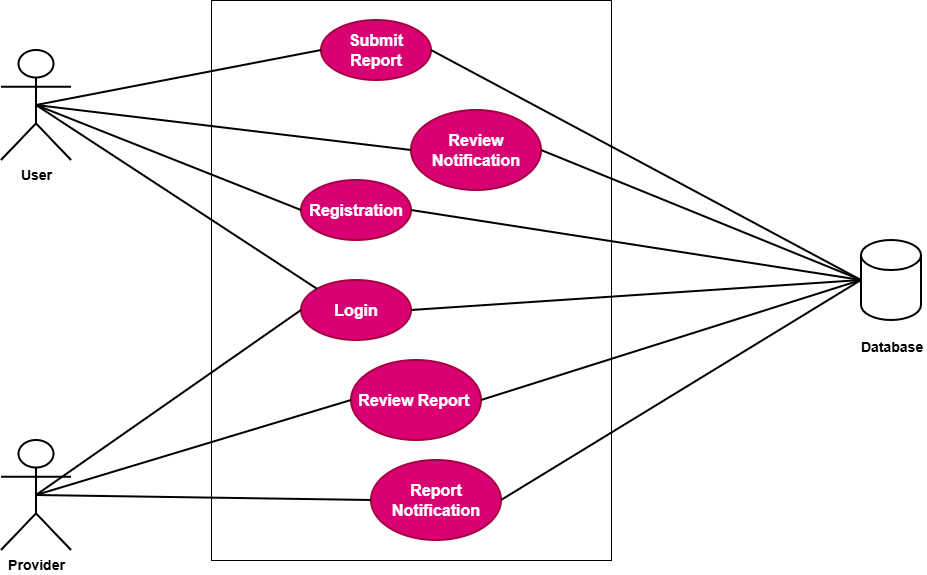 Submit
Report
Review
Notification
User
Registration
Login
Database
Review Report
Report
Notification
Provider